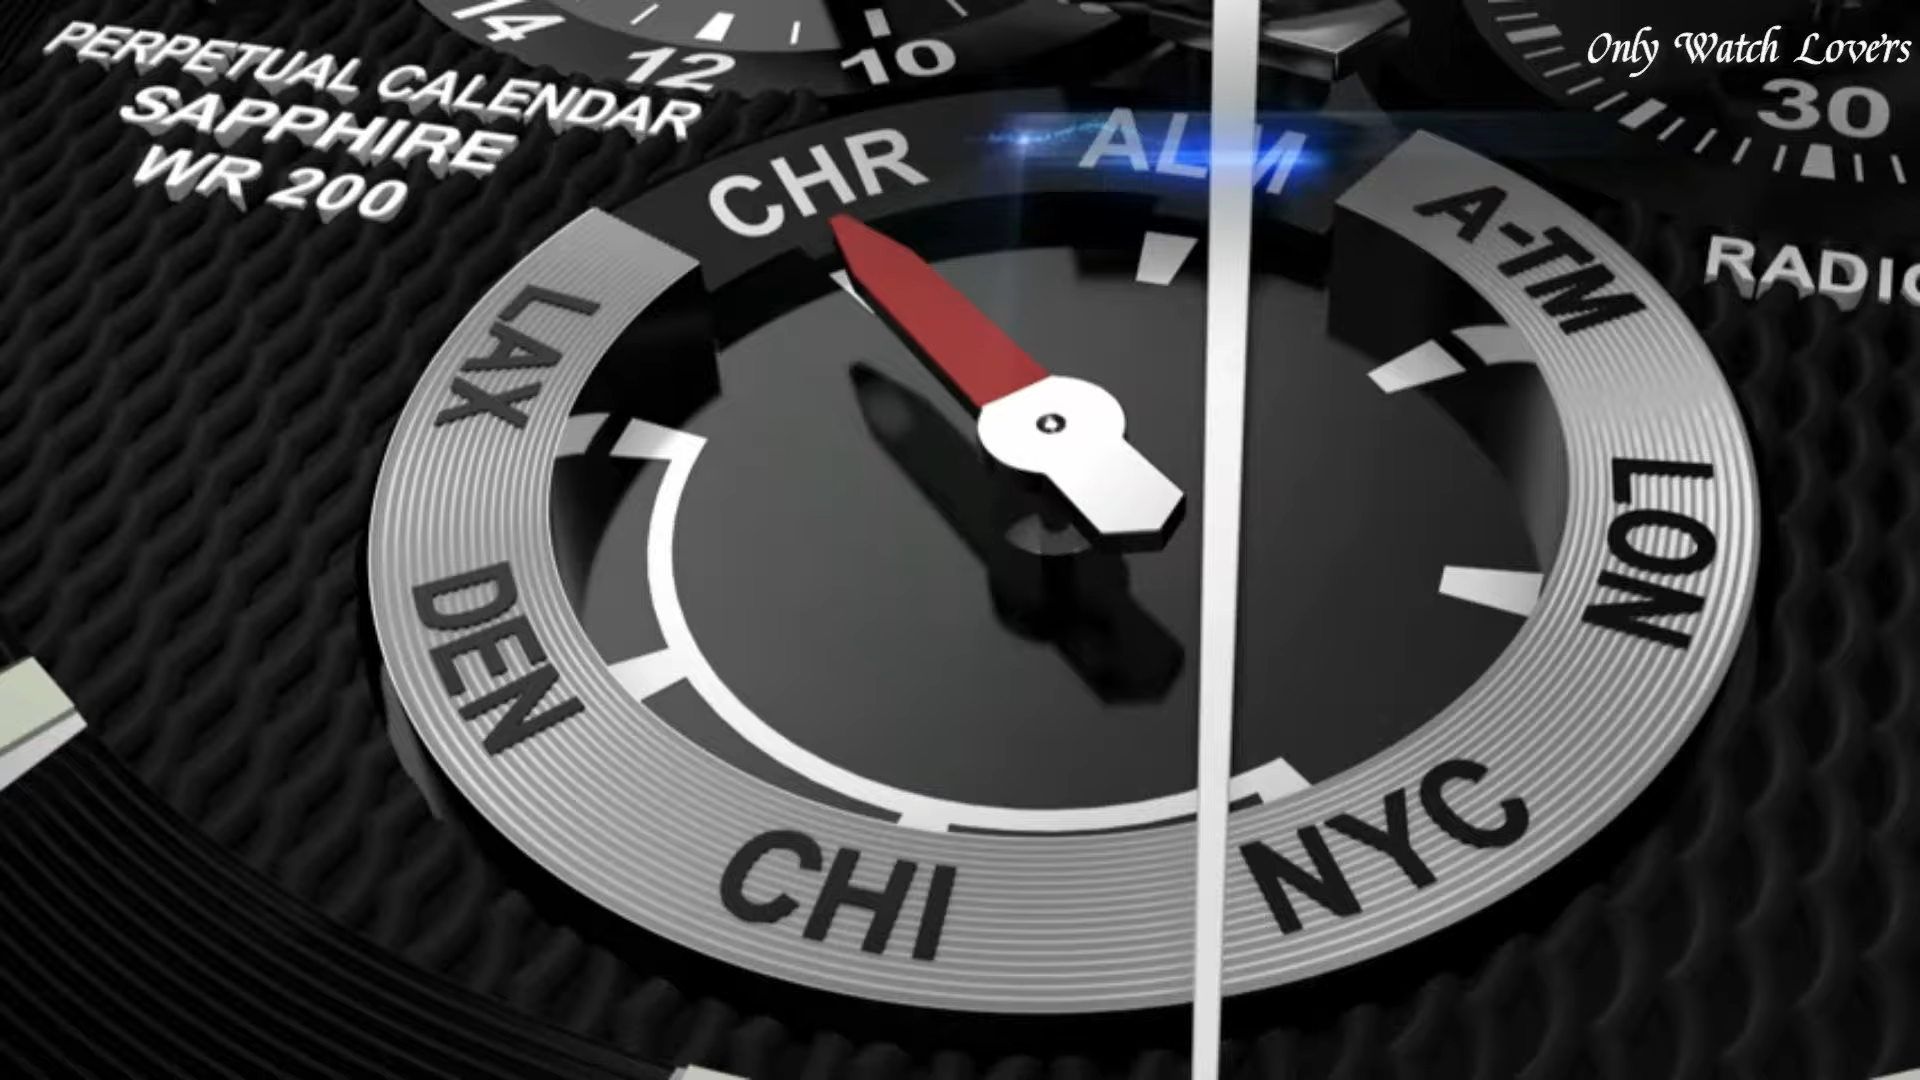 Only Watch Lovers
14
12
10
30
PERPETUAL CALENDAR
SAPPHIRE
WR 200
RADIO
CHR
ALM
A-TM
LON
NYC
CHI
DEN
LAX